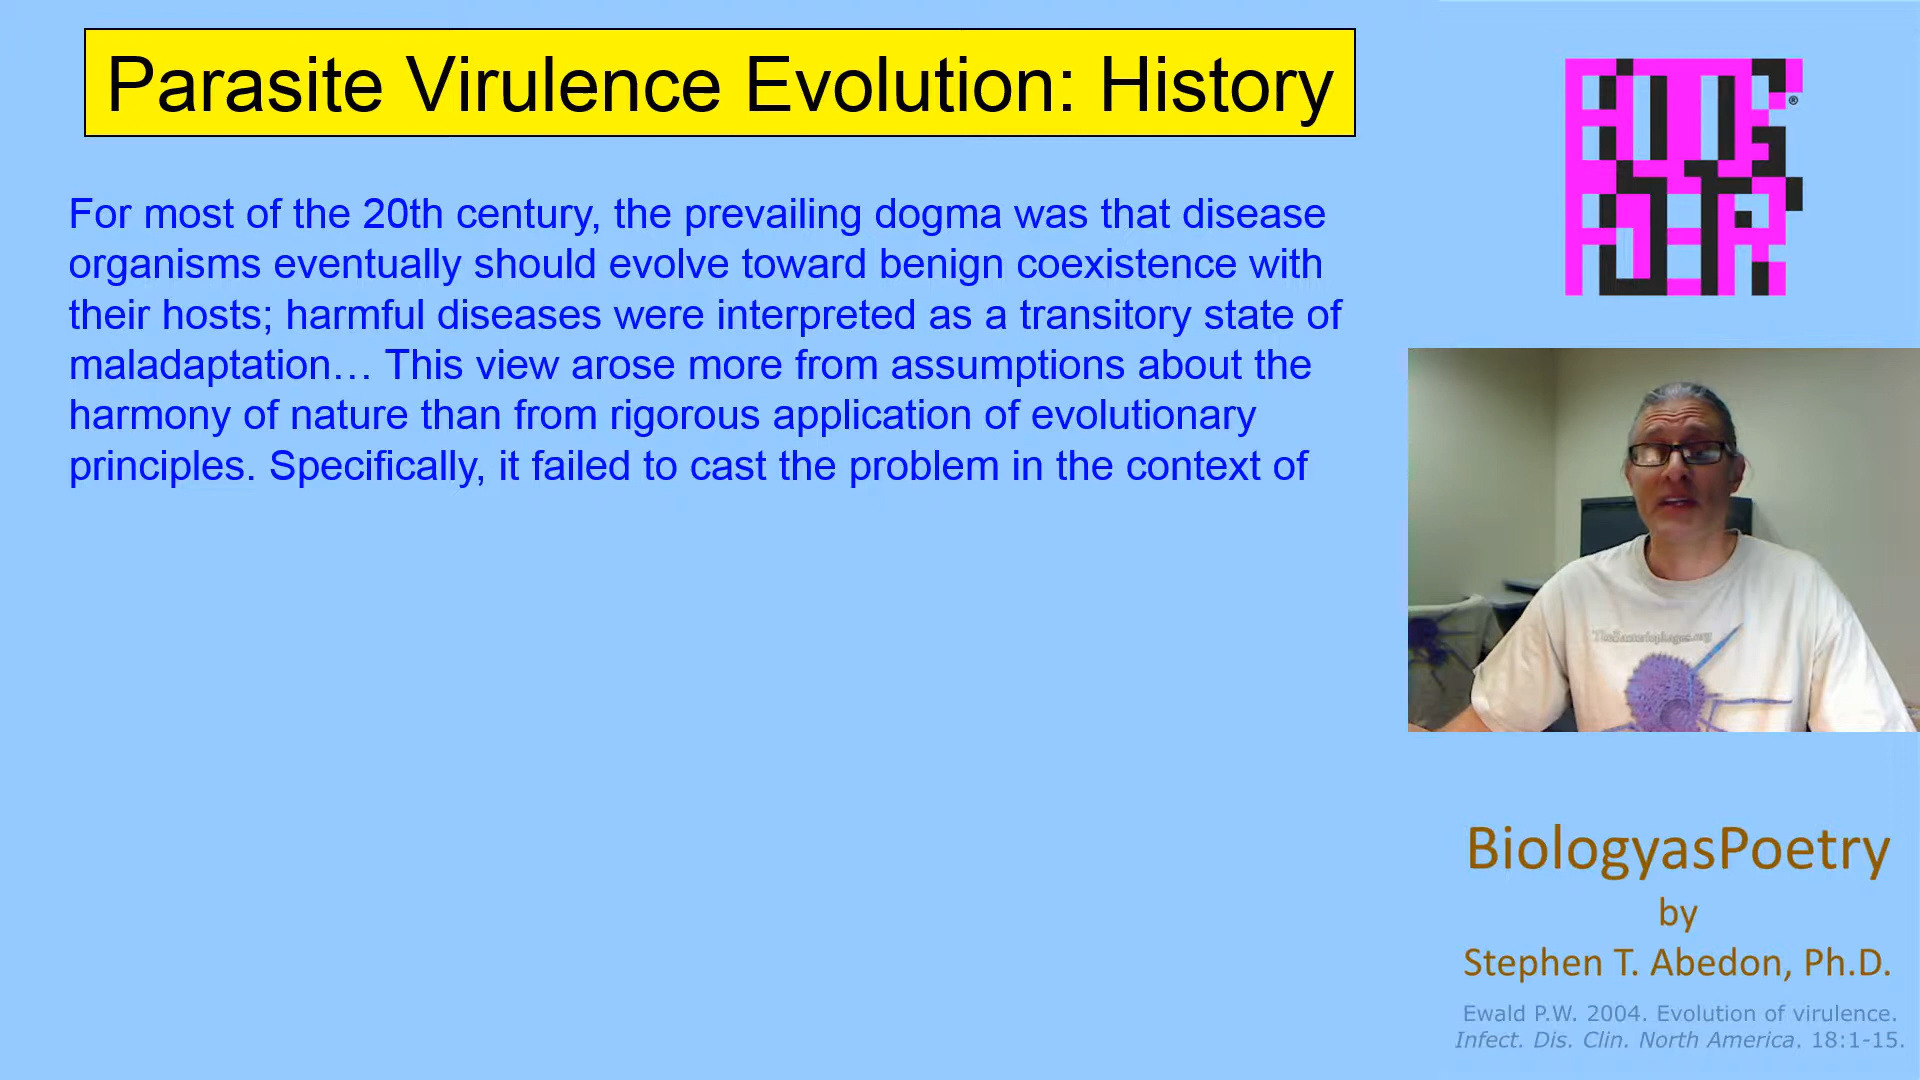 Parasite Virulence Evolution: History
For most of the 20th century, the prevailing dogma was that disease
organisms eventually should evolve toward benign coexistence with
their hosts; harmful diseases were interpreted as a transitory state of
maladaptation… This view arose more from assumptions about the
harmony of nature than from rigorous application of evolutionary
principles. Specifically, it failed to cast the problem in the context of
®
TheBacteriophages.org
BiologyasPoetry
by
Stephen T. Abedon, Ph.D.
Ewald P.W. 2004. Evolution of virulence.
Infect. Dis. Clin. North America. 18:1-15.